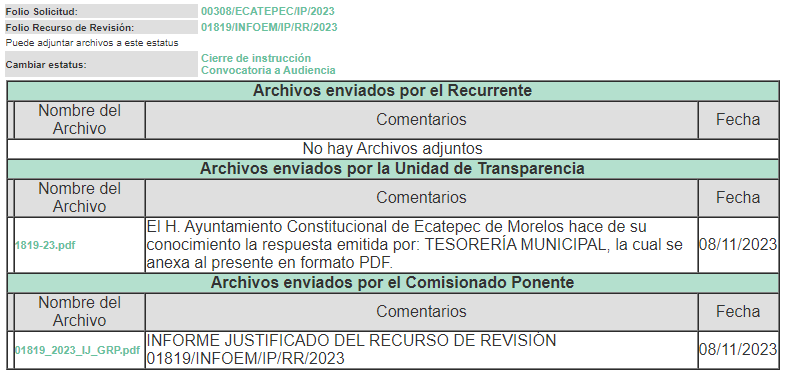 Folio Solicitud: 00308/ECATEPEC/IP/2023
Folio Recurso de Revisión: 01819/INFOEM/IP/RR/2023
Puede adjuntar archivos a este estatus
Cambiar estatus: Cierre de instrucción
Convocatoria a Audiencia
Archivos enviados por el Recurrente
Nombre del Archivo Comentarios Fecha
No hay Archivos adjuntos
Archivos enviados por la Unidad de Transparencia
Nombre del Archivo Comentarios Fecha
1819-23.pdf El H. Ayuntamiento Constitucional de Ecatepec de Morelos hace de su
conocimiento la respuesta emitida por: TESORERÍA MUNICIPAL, la cual se
anexa al presente en formato PDF. 08/11/2023
Archivos enviados por el Comisionado Ponente
Nombre del Archivo Comentarios Fecha
01819_2023_IJ_GRP.pdf INFORME JUSTIFICADO DEL RECURSO DE REVISIÓN
01819/INFOEM/IP/RR/2023 08/11/2023